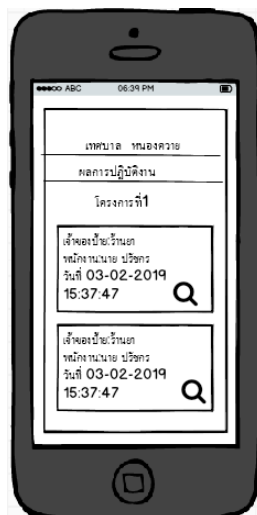 ABC 06:39 PM
เทศบาล หนองควาย
ผลการปฏิบัติงาน
โครงการที่1
เจ้าของป้าย:ร้านยา
พนักงาน:นาย ปริชกร
วันที่ 03-02-2019
15:37:47
เจ้าของป้าย:ร้านยา
พนักงาน:นาย ปริชกร
วันที่ 03-02-2019
15:37:47